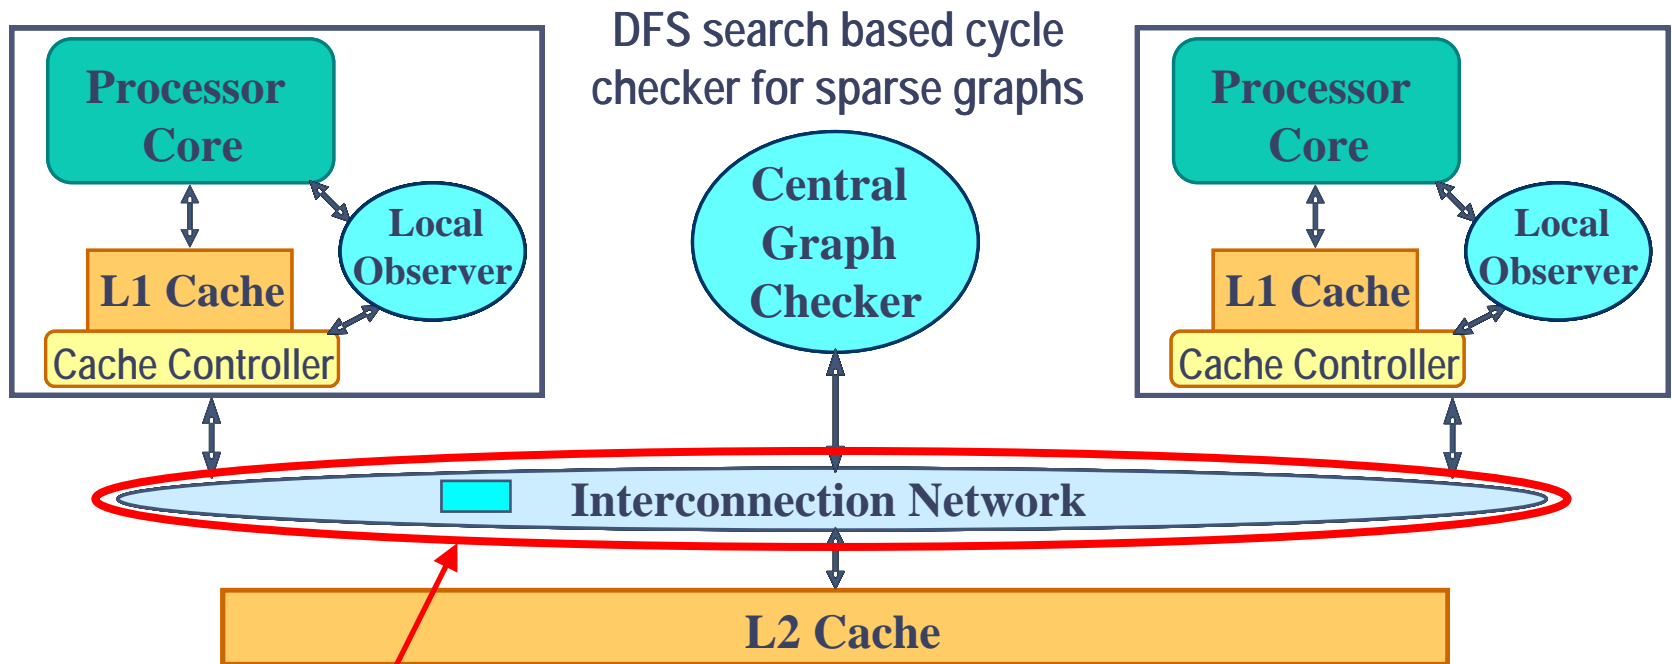 DFS search based cycle
checker for sparse graphs
Processor
Core
Local
Observer
L1 Cache
Cache Controller
Central
Graph
Checker
Processor
Core
Local
Observer
L1 Cache
Cache Controller
Interconnection Network
L2 Cache